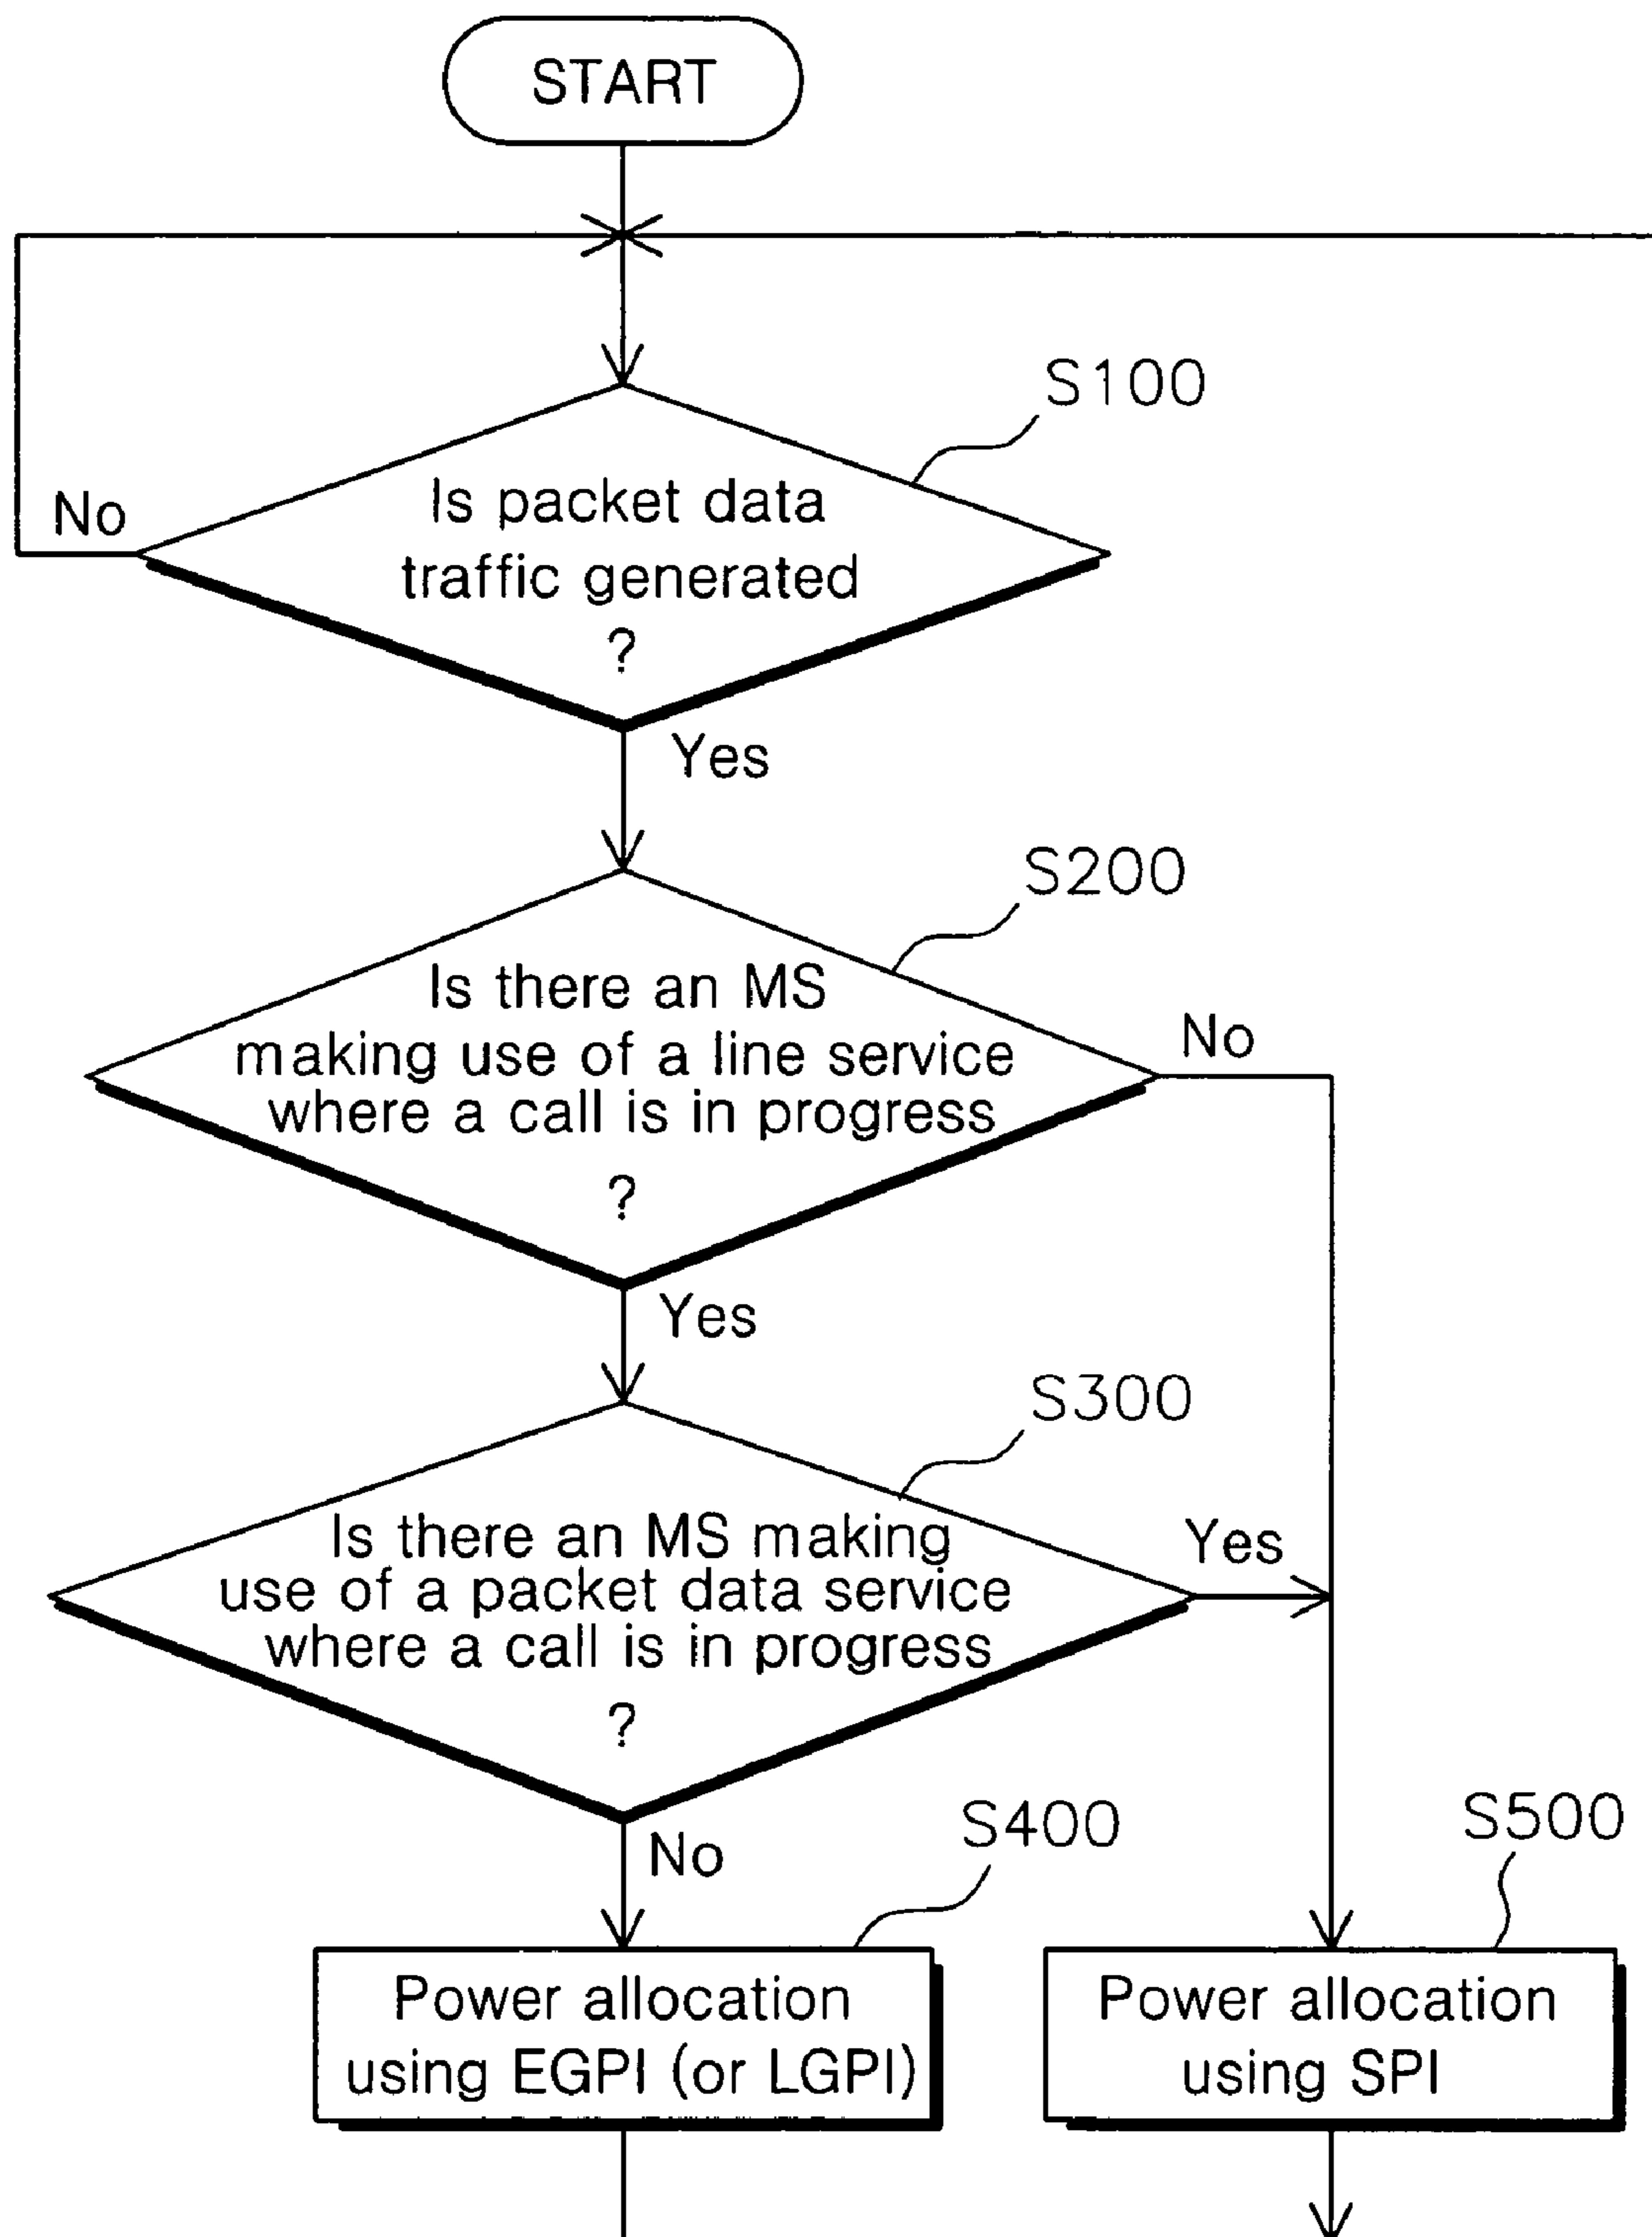 START
S100
Is packet data
traffic generated
?
No
Yes
S200
Is there an MS
making use of a line service
where a call is in progress
?
No
Yes
S300
Is there an MS making
use of a packet data service
where a call is in progress
?
Yes
No
S400
S500
Power allocation
using EGPI (or LGPI)
Power allocation
using SPI